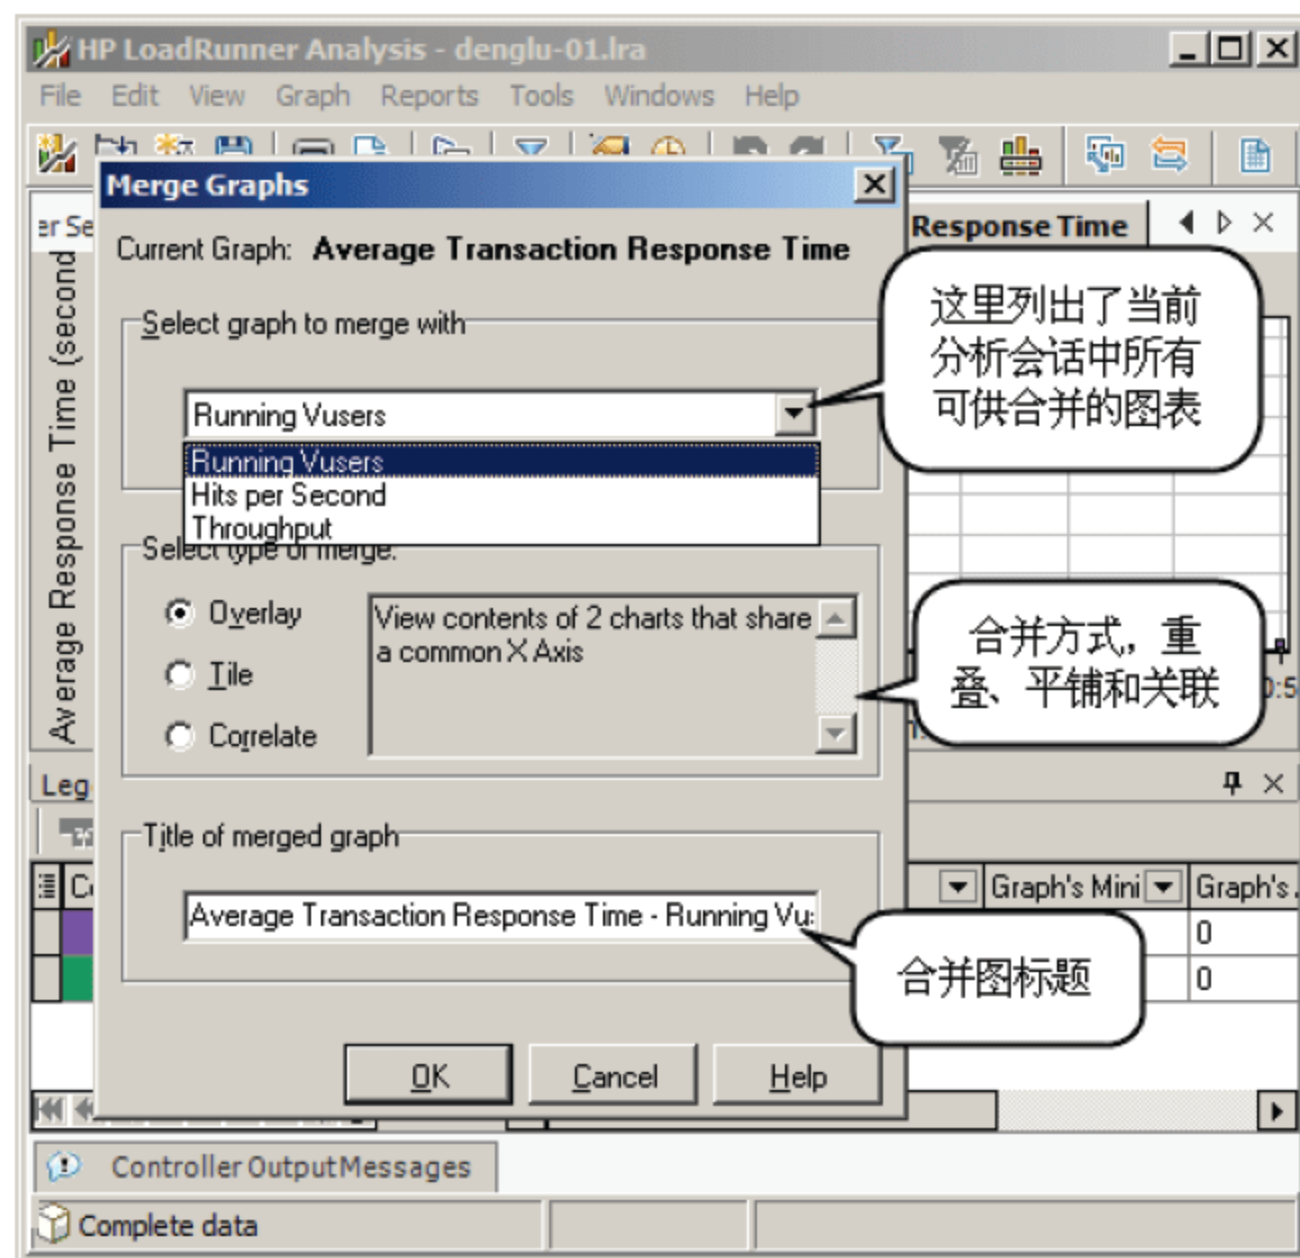 HP LoadRunner Analysis - denglu-01.lra
File Edit View Graph Reports Tools Windows Help
Merge Graphs
Response Time
Current Graph: Average Transaction Response Time
Average Response Time (second
Select graph to merge with
Running Vusers
Running Vusers
Hits per Second
Throughput
这里列出了当前
分析会话中所有
可供合并的图表
Select type of merge:
Overlay
Tile
Correlate
View contents of 2 charts that share
a common X Axis
合并方式，重
叠、平铺和关联
Title of merged graph
Average Transaction Response Time - Running Vu
合并图标题
Graph's Mini Graph's
0
0
OK Cancel Help
Controller Output Messages
Complete data